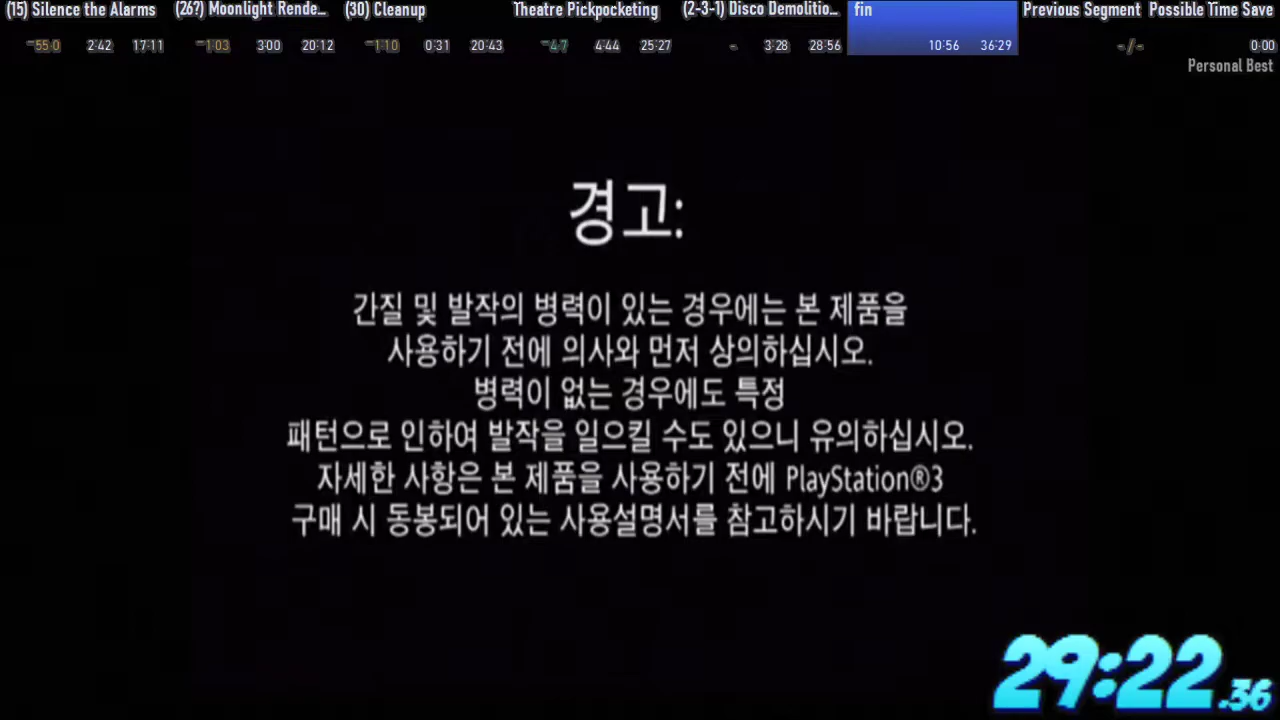 (15) Silence the Alarms (26?) Moonlight Rende... (30) Cleanup Theatre Pickpocketing (2-3-1) Disco Demolitio... fin Previous Segment Possible Time Save
-55.0 2:42 17:11 -1:03 3:00 20:12 -1:10 0:31 20:43 -4.7 4:44 25:27 - 3:28 28:56 10:56 36:29 -/- 0:00
Personal Best
경고:
간질 및 발작의 병력이 있는 경우에는 본 제품을
사용하기 전에 의사와 먼저 상의하십시오.
병력이 없는 경우에도 특정
패턴으로 인하여 발작을 일으킬 수도 있으니 유의하십시오.
자세한 사항은 본 제품을 사용하기 전에 PlayStation®3
구매 시 동봉되어 있는 사용설명서를 참고하시기 바랍니다.
29:22.36